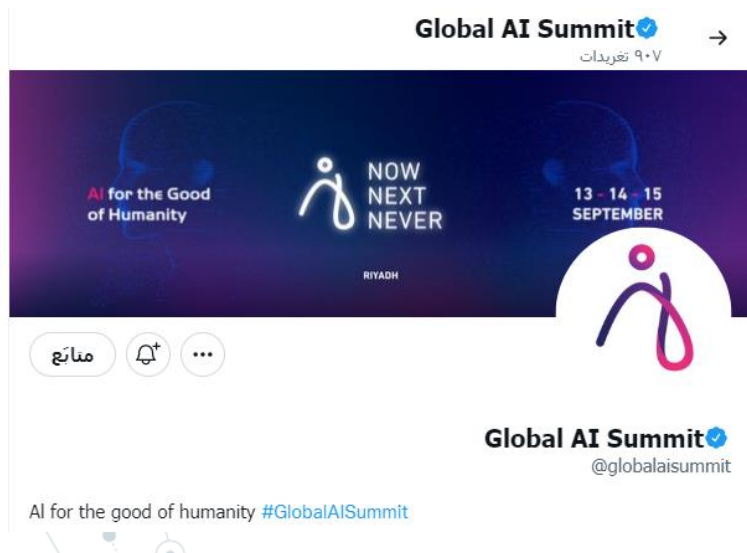 Global AI Summit
٩٠٧ تغريدات
AI for the Good
of Humanity
NOW
NEXT
NEVER
13 - 14 - 15
SEPTEMBER
RIYADH
متابَع
Global AI Summit
@globalaisummit
AI for the good of humanity #GlobalAISummit